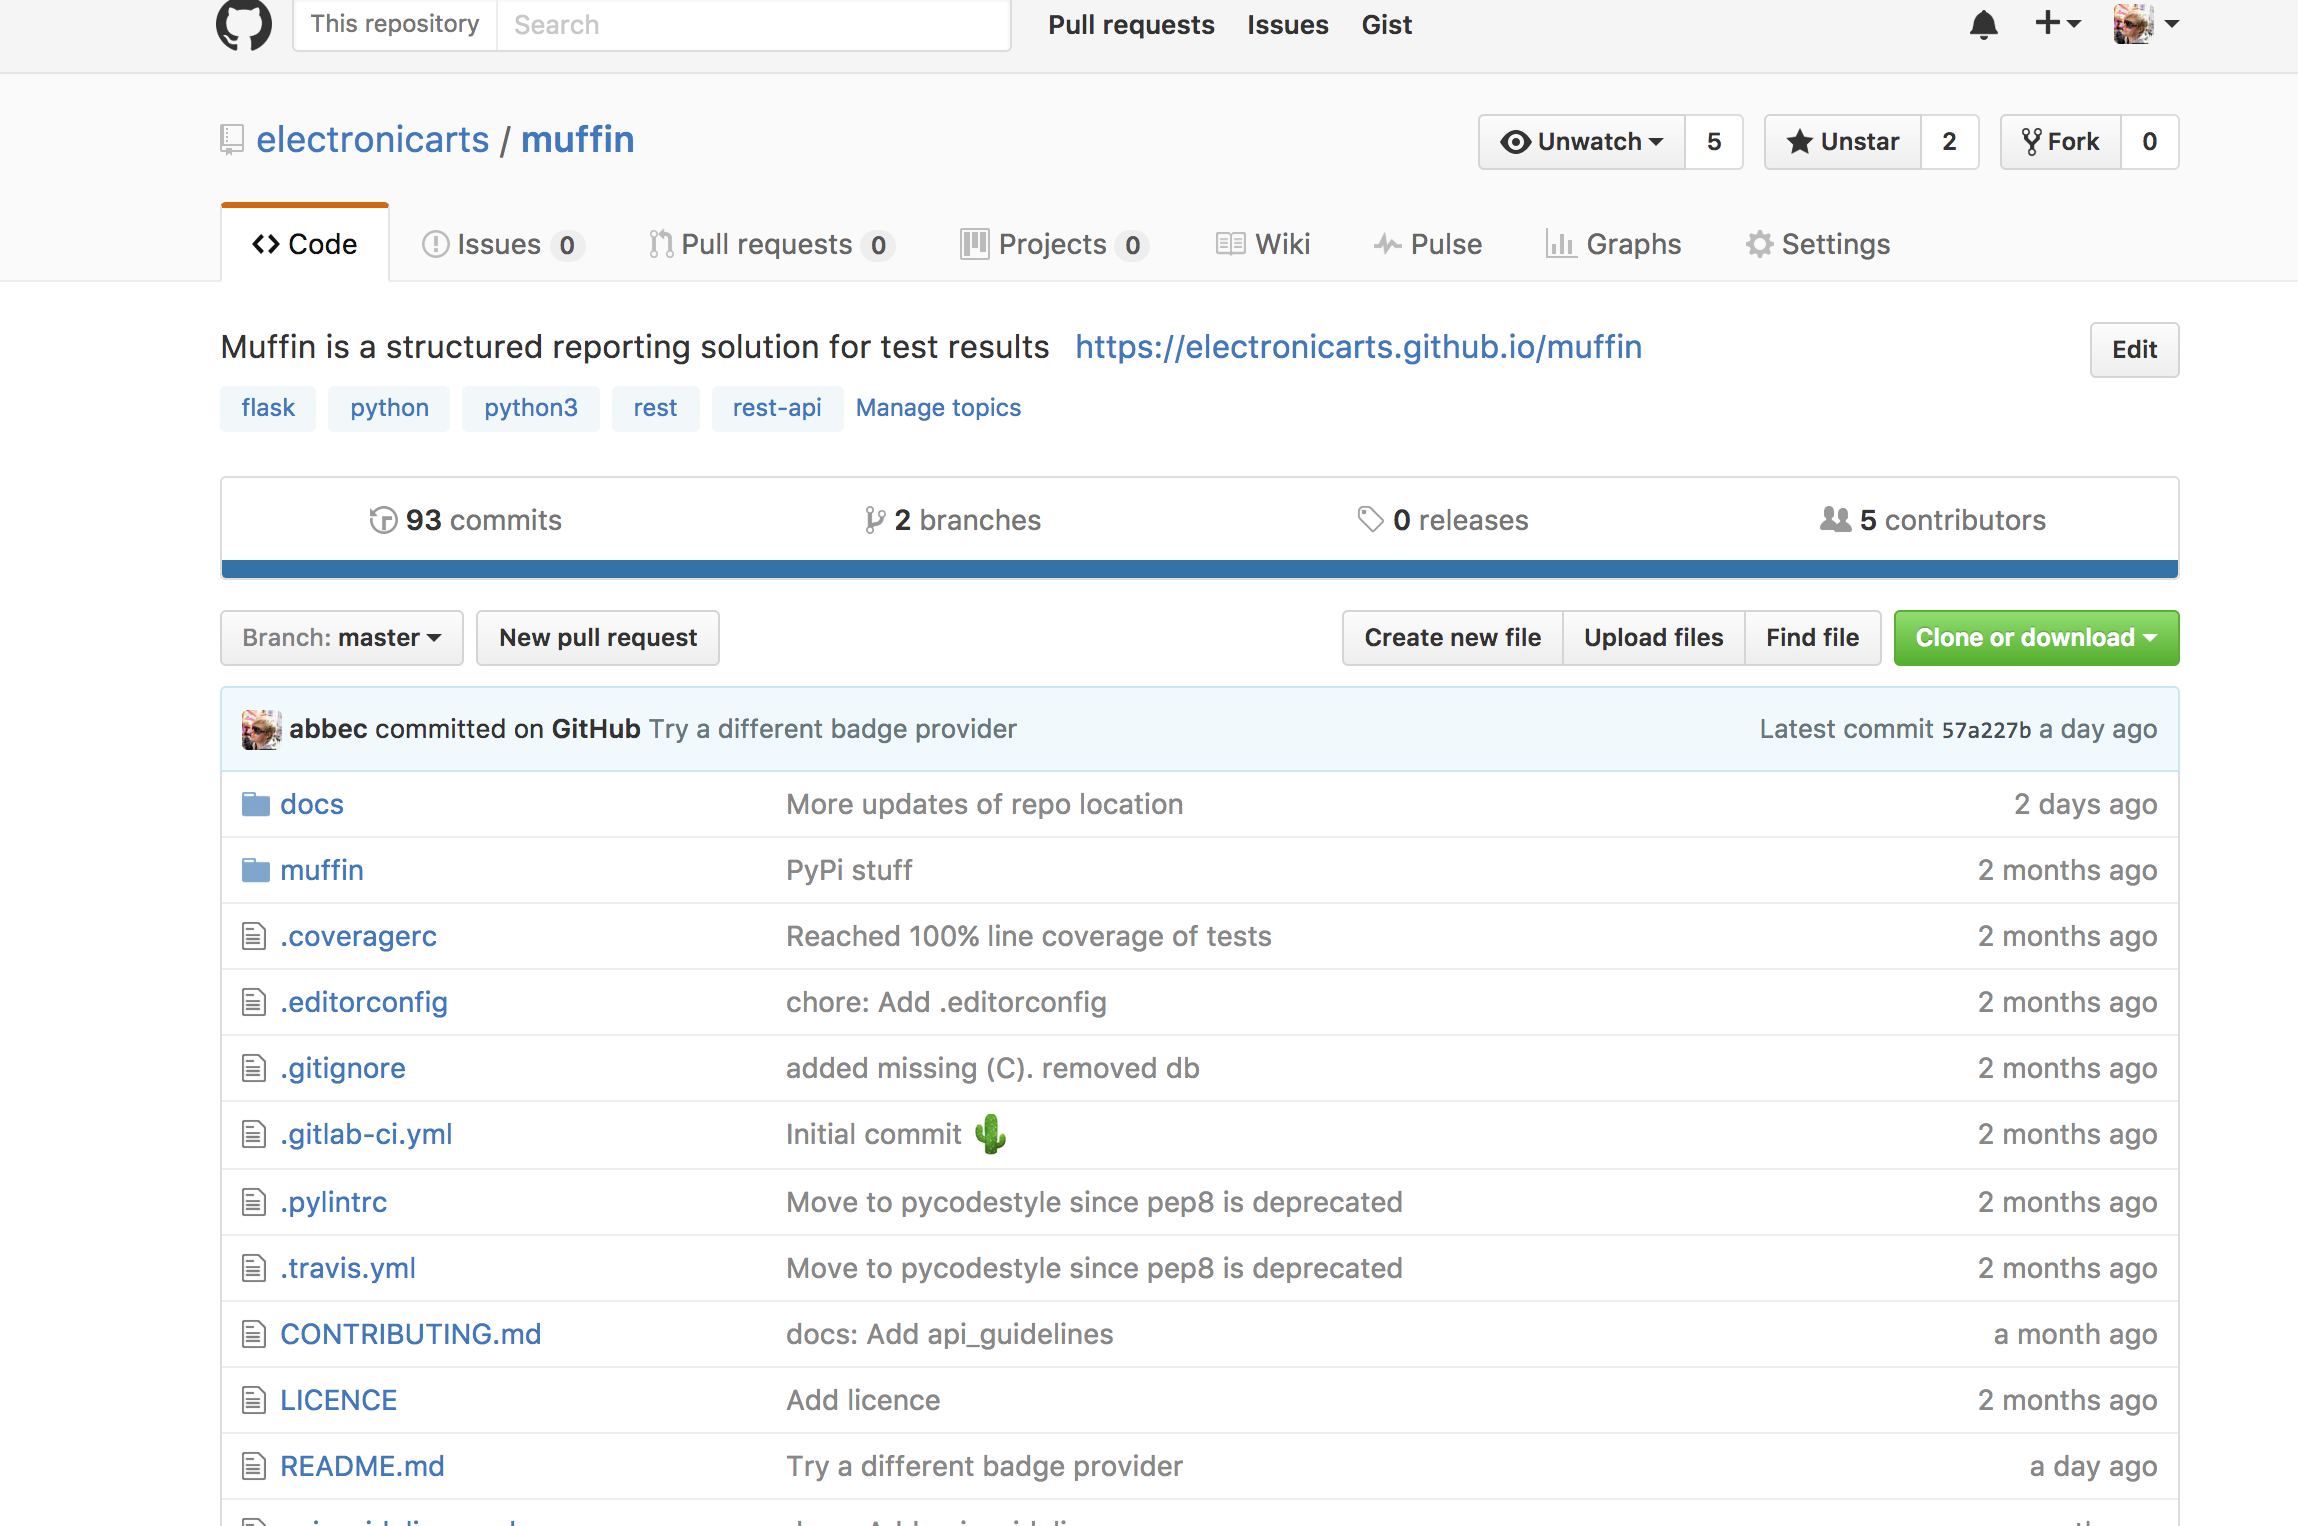 This repository Search Pull requests Issues Gist
electronicarts / muffin Unwatch 5 Unstar 2 Fork 0
Code Issues 0 Pull requests 0 Projects 0 Wiki Pulse Graphs Settings
Muffin is a structured reporting solution for test results https://electronicarts.github.io/muffin Edit
flask python python3 rest rest-api Manage topics
93 commits 2 branches 0 releases 5 contributors
Branch: master New pull request Create new file Upload files Find file Clone or download
abbec committed on GitHub Try a different badge provider Latest commit 57a227b a day ago
docs More updates of repo location 2 days ago
muffin PyPi stuff 2 months ago
.coveragerc Reached 100% line coverage of tests 2 months ago
.editorconfig chore: Add .editorconfig 2 months ago
.gitignore added missing (C). removed db 2 months ago
.gitlab-ci.yml Initial commit 🌵 2 months ago
.pylintrc Move to pycodestyle since pep8 is deprecated 2 months ago
.travis.yml Move to pycodestyle since pep8 is deprecated 2 months ago
CONTRIBUTING.md docs: Add api_guidelines a month ago
LICENCE Add licence 2 months ago
README.md Try a different badge provider a day ago